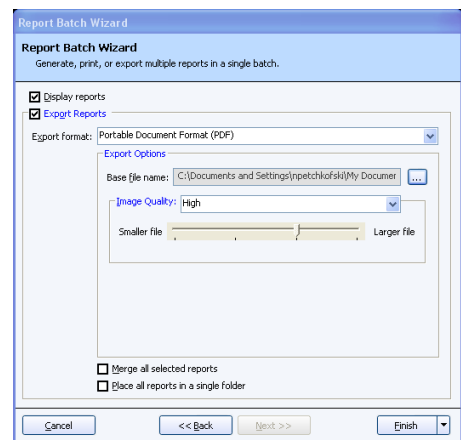 Report Batch Wizard
Report Batch Wizard
Generate, print, or export multiple reports in a single batch.
Display reports
Export Reports
Export format: Portable Document Format (PDF)
Export Options
Base file name: C:\Documents and Settings\npetchkofski\My Documer ...
Image Quality: High
Smaller file Larger file
Merge all selected reports
Place all reports in a single folder
Cancel << Back Next >> Finish